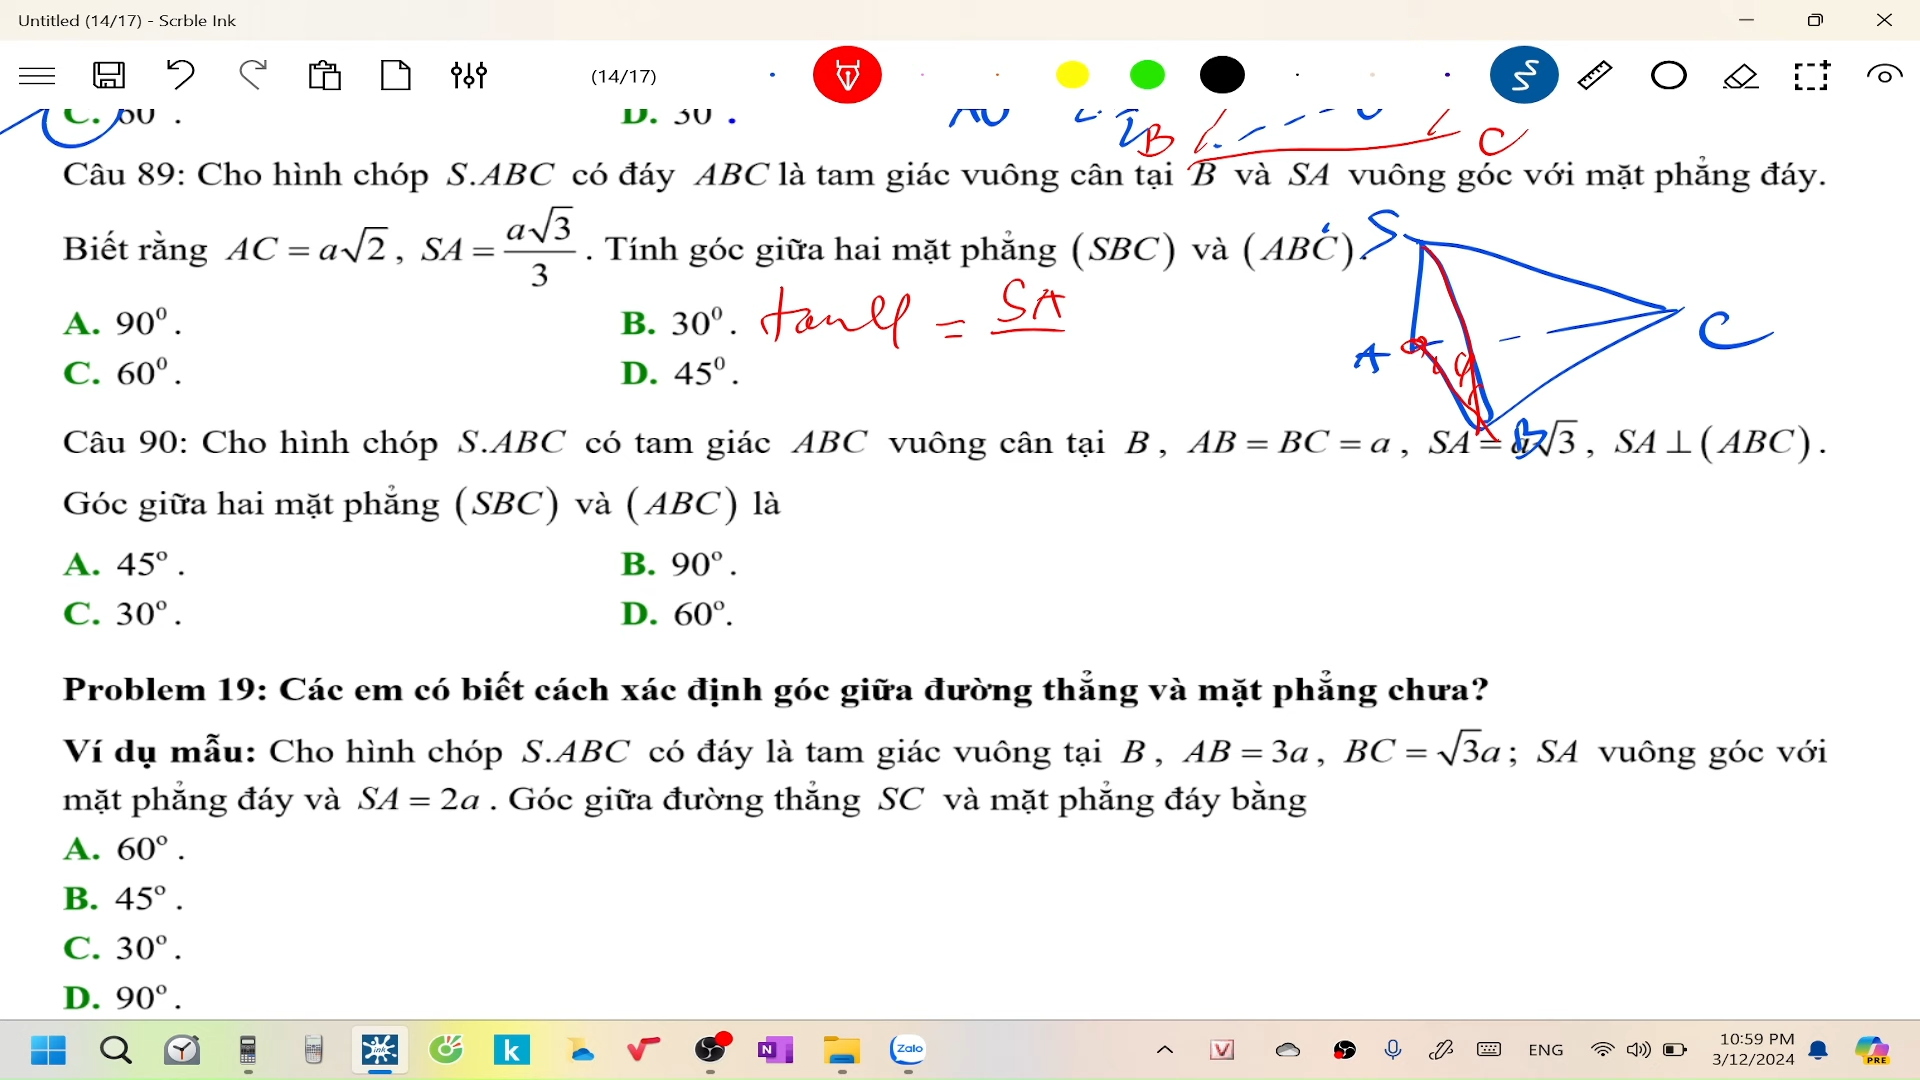 Untitled (14/17) - Scrble Ink
(14/17)
C. 60°.
D. 30°.
B C
Câu 89: Cho hình chóp S.ABC có đáy ABC là tam giác vuông cân tại B và SA vuông góc với mặt phẳng đáy.
Biết rằng AC = a√2, SA = a√3/3. Tính góc giữa hai mặt phẳng (SBC) và (ABC).
S
A. 90⁰.
B. 30⁰.
tanφ = SA
C
A φ
C. 60⁰.
D. 45⁰.
B
Câu 90: Cho hình chóp S.ABC có tam giác ABC vuông cân tại B, AB = BC = a, SA = a√3, SA ⊥ (ABC).
Góc giữa hai mặt phẳng (SBC) và (ABC) là
A. 45°.
B. 90°.
C. 30°.
D. 60°.
Problem 19: Các em có biết cách xác định góc giữa đường thẳng và mặt phẳng chưa?
Ví dụ mẫu: Cho hình chóp S.ABC có đáy là tam giác vuông tại B, AB = 3a, BC = √3a; SA vuông góc với
mặt phẳng đáy và SA = 2a. Góc giữa đường thẳng SC và mặt phẳng đáy bằng
A. 60°.
B. 45°.
C. 30°.
D. 90°.
Zalo
ENG
10:59 PM
3/12/2024
PRE